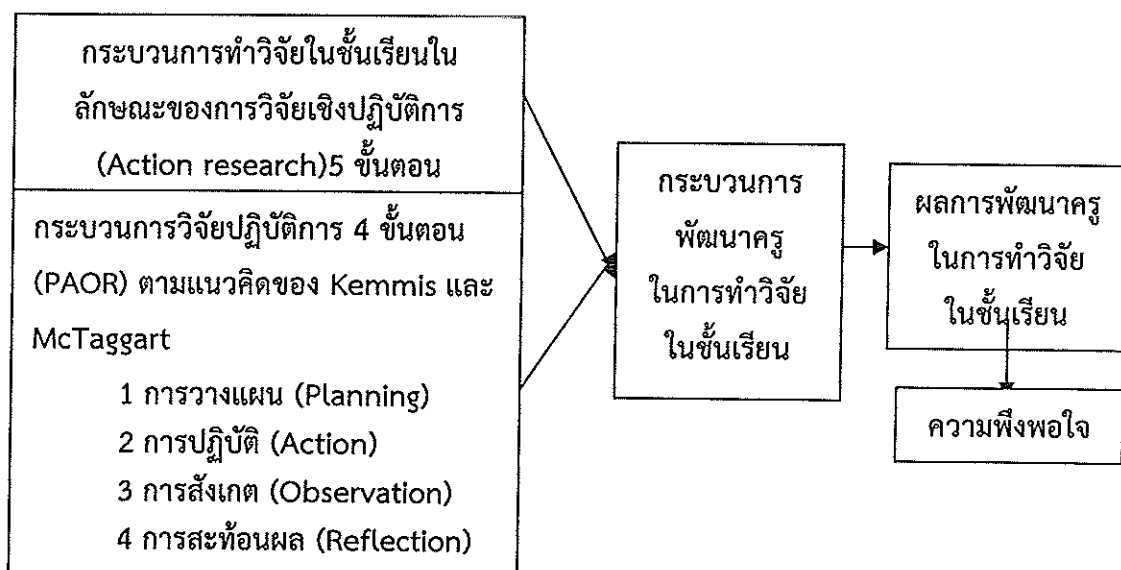 กระบวนการทำวิจัยในชั้นเรียนใน
ลักษณะของการวิจัยเชิงปฏิบัติการ
(Action research)5 ขั้นตอน
กระบวนการวิจัยปฏิบัติการ 4 ขั้นตอน
(PAOR) ตามแนวคิดของ Kemmis และ
McTaggart
1 การวางแผน (Planning)
2 การปฏิบัติ (Action)
3 การสังเกต (Observation)
4 การสะท้อนผล (Reflection)
กระบวนการ
พัฒนาครู
ในการทำวิจัย
ในชั้นเรียน
ผลการพัฒนาครู
ในการทำวิจัย
ในชั้นเรียน
ความพึงพอใจ